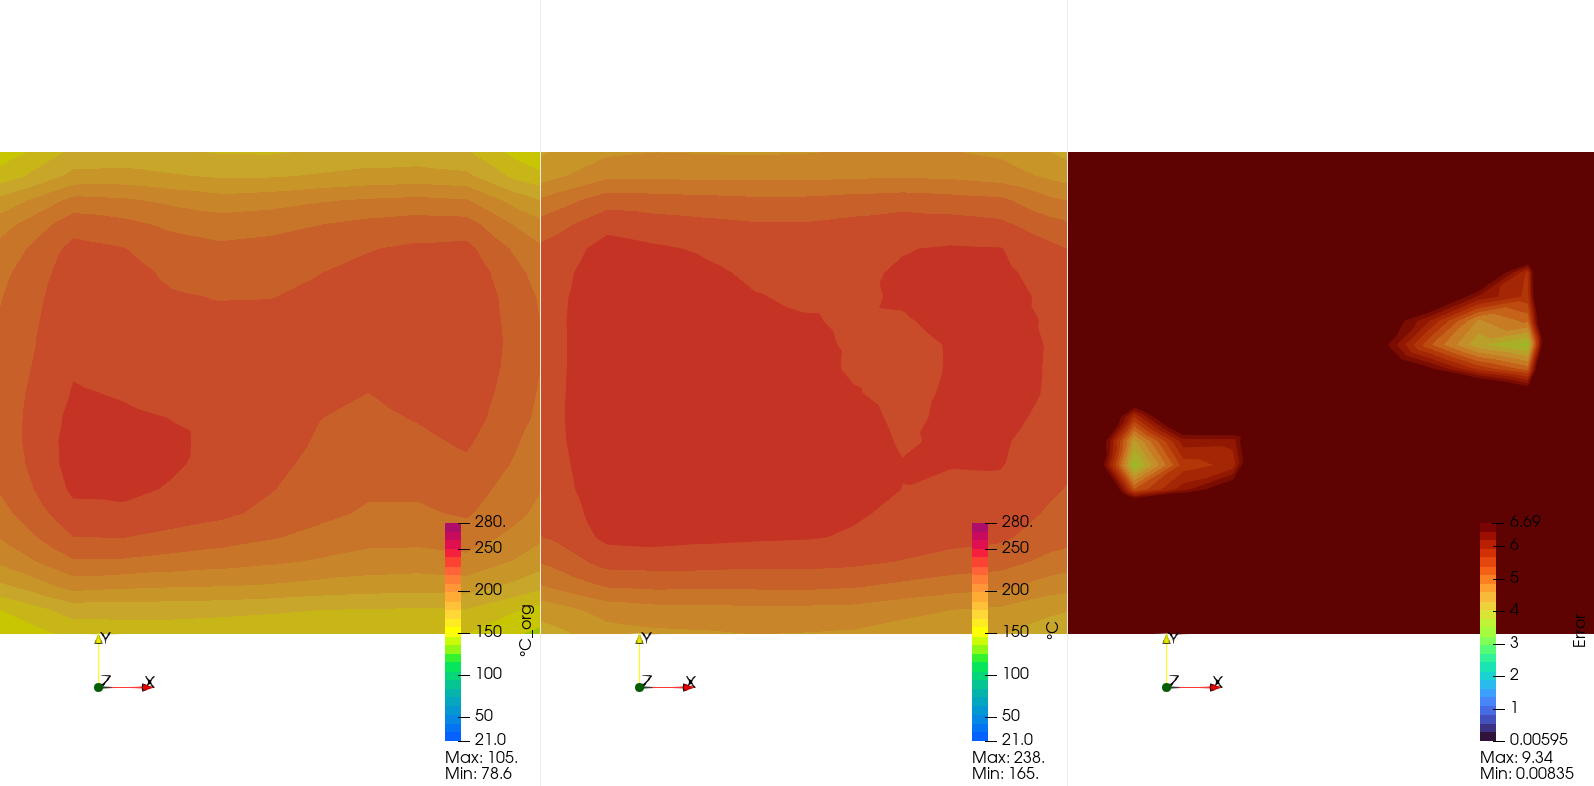 280.
250
200
150
100
50
21.0
°C_org
Max: 105.
Min: 78.6
Y
Z
X
280.
250
200
150
100
50
21.0
°C
Max: 238.
Min: 165.
Y
Z
X
6.69
6
5
4
3
2
1
0.00595
Error
Max: 9.34
Min: 0.00835
Y
Z
X